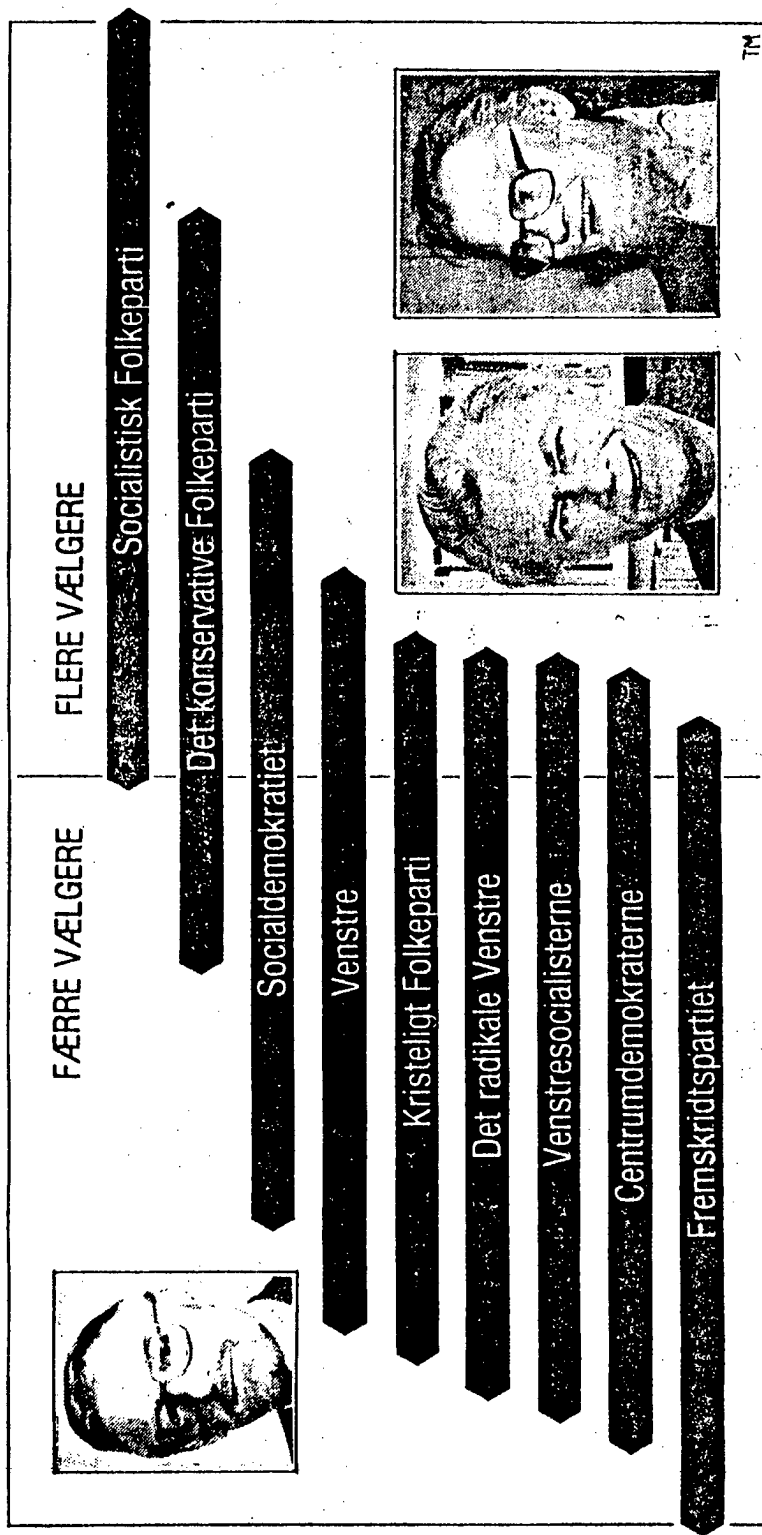 FÆRRE VÆLGERE
FLERE VÆLGERE
Socialistisk Folkeparti
Det konservative Folkeparti
Socialdemokratiet
Venstre
Kristeligt Folkeparti
Det radikale Venstre
Venstresocialisterne
Centrumdemokraterne
Fremskridtspartiet
TM